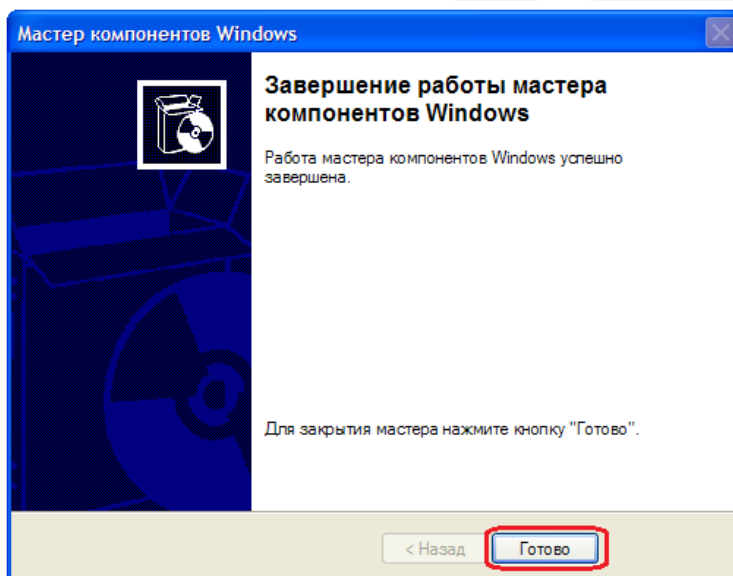 Мастер компонентов Windows
Завершение работы мастера
компонентов Windows
Работа мастера компонентов Windows успешно
завершена.
Для закрытия мастера нажмите кнопку "Готово".
< Назад
Готово